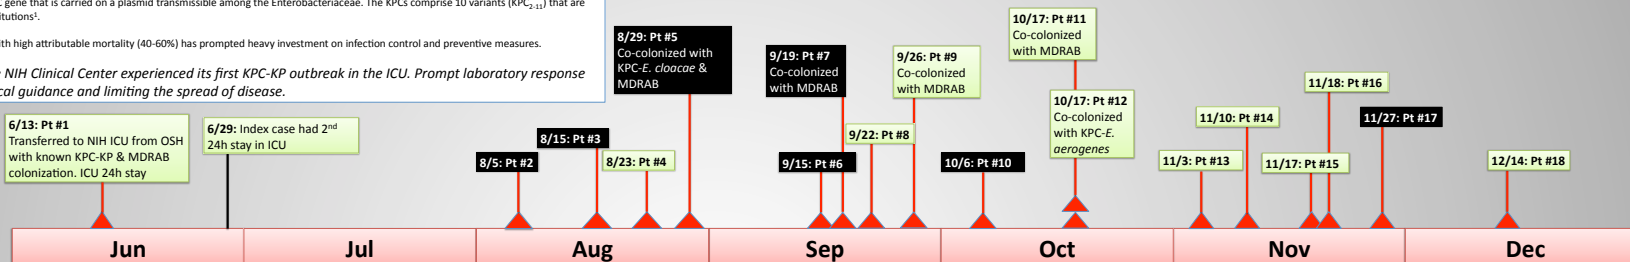 C gene that is carried on a plasmid transmissible among the Enterobacteriaceae. The KPCs comprise 10 variants (KPC2-11) that are
itutions1.
ith high attributable mortality (40-60%) has prompted heavy investment on infection control and preventive measures.
NIH Clinical Center experienced its first KPC-KP outbreak in the ICU. Prompt laboratory response
cal guidance and limiting the spread of disease.
6/13: Pt #1
Transferred to NIH ICU from OSH
with known KPC-KP & MDRAB
colonization. ICU 24h stay
6/29: Index case had 2nd
24h stay in ICU
8/5: Pt #2
8/15: Pt #3
8/23: Pt #4
8/29: Pt #5
Co-colonized with
KPC-E. cloacae &
MDRAB
9/15: Pt #6
9/19: Pt #7
Co-colonized
with MDRAB
9/22: Pt #8
9/26: Pt #9
Co-colonized
with MDRAB
10/6: Pt #10
10/17: Pt #11
Co-colonized
with MDRAB
10/17: Pt #12
Co-colonized
with KPC-E.
aerogenes
11/3: Pt #13
11/10: Pt #14
11/17: Pt #15
11/18: Pt #16
11/27: Pt #17
12/14: Pt #18
Jun
Jul
Aug
Sep
Oct
Nov
Dec